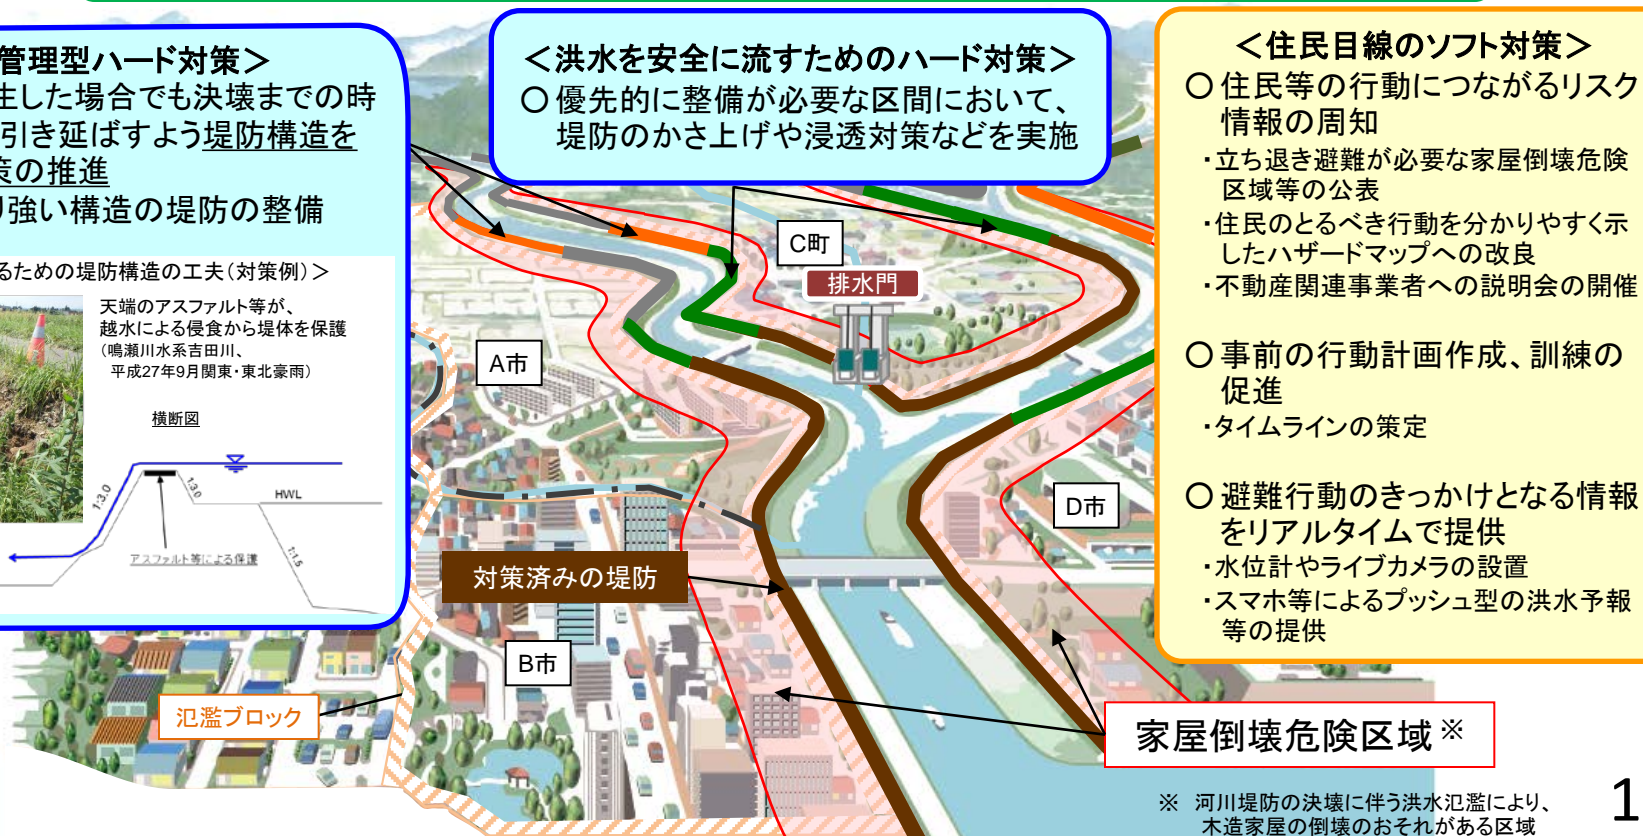 管理型ハード対策＞
生した場合でも決壊までの時
引き延ばすよう堤防構造を
策の推進
り強い構造の堤防の整備
るための堤防構造の工夫（対策例）＞
天端のアスファルト等が、
越水による侵食から堤体を保護
（鳴瀬川水系吉田川、
平成27年9月関東・東北豪雨）
横断図
1:3.0
1:3.0
HWL
1:1.5
アスファルト等による保護
＜洪水を安全に流すためのハード対策＞
○優先的に整備が必要な区間において、
堤防のかさ上げや浸透対策などを実施
＜住民目線のソフト対策＞
○住民等の行動につながるリスク
情報の周知
・立ち退き避難が必要な家屋倒壊危険
区域等の公表
・住民のとるべき行動を分かりやすく示
したハザードマップへの改良
・不動産関連事業者への説明会の開催
○事前の行動計画作成、訓練の
促進
・タイムラインの策定
○避難行動のきっかけとなる情報
をリアルタイムで提供
・水位計やライブカメラの設置
・スマホ等によるプッシュ型の洪水予報
等の提供
C町
排水門
A市
D市
対策済みの堤防
B市
氾濫ブロック
家屋倒壊危険区域※
※ 河川堤防の決壊に伴う洪水氾濫により、
木造家屋の倒壊のおそれがある区域
1